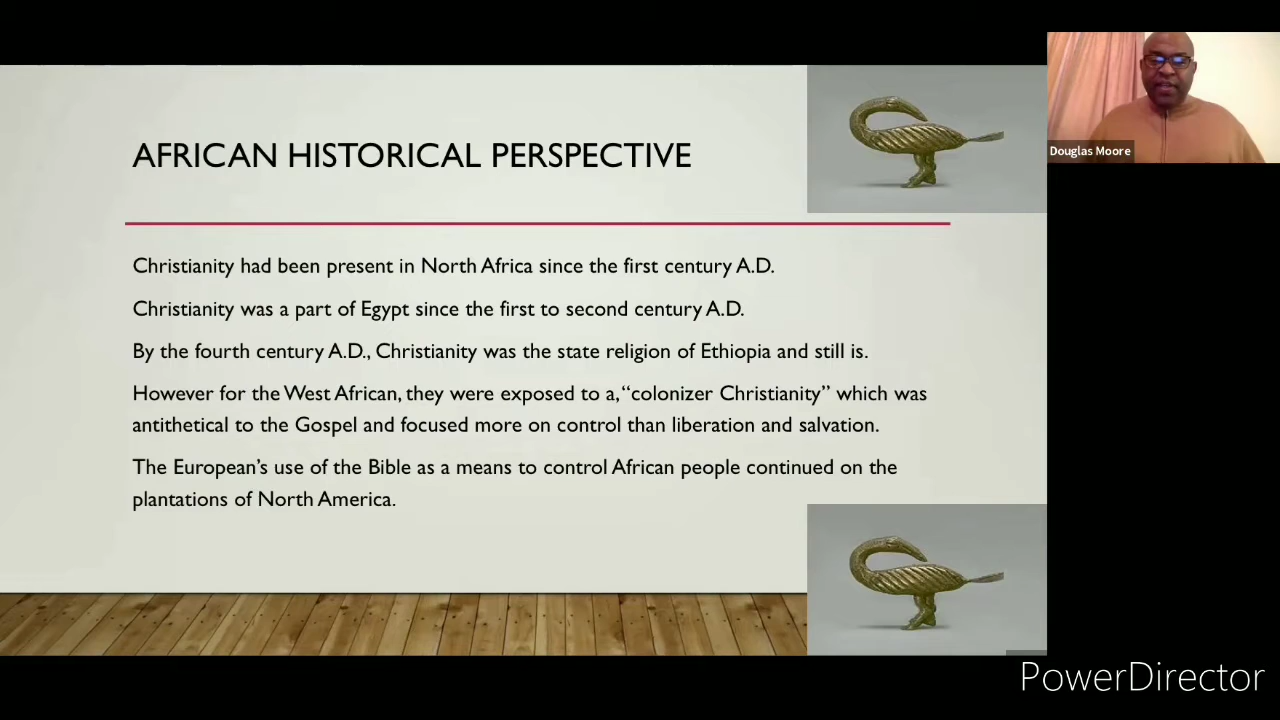 AFRICAN HISTORICAL PERSPECTIVE
Christianity had been present in North Africa since the first century A.D.
Christianity was a part of Egypt since the first to second century A.D.
By the fourth century A.D., Christianity was the state religion of Ethiopia and still is.
However for the West African, they were exposed to a, “colonizer Christianity” which was
antithetical to the Gospel and focused more on control than liberation and salvation.
The European’s use of the Bible as a means to control African people continued on the
plantations of North America.
Douglas Moore
PowerDirector